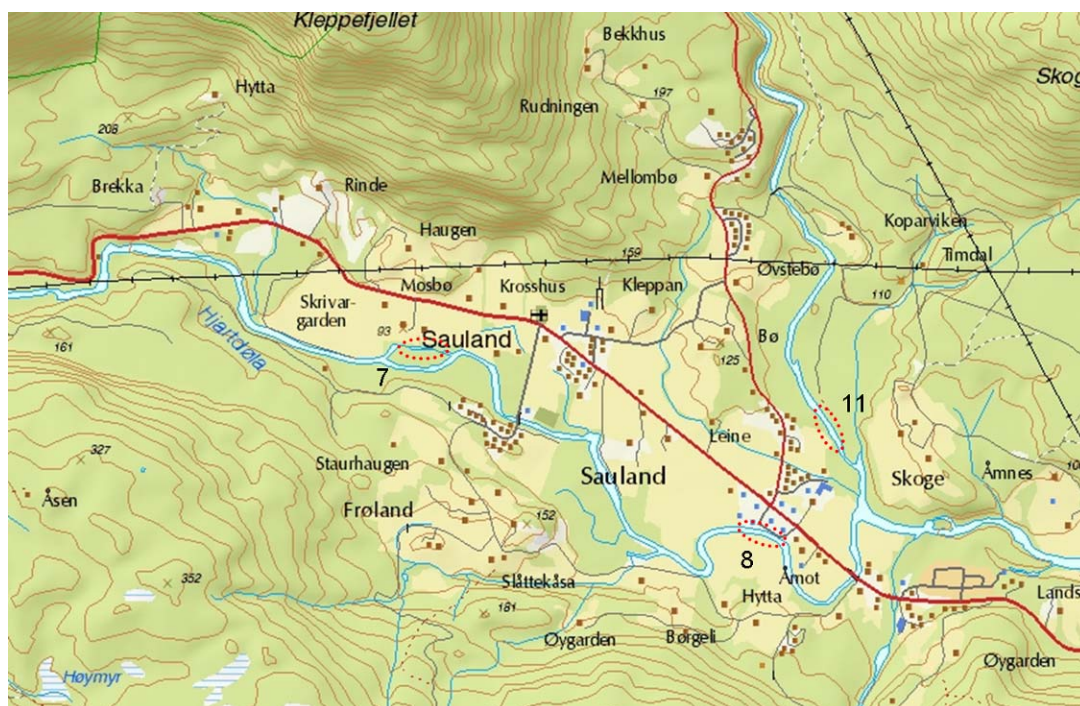 Kleppefjellet
Bekkhus
Hytta
Skog
197
Rudningen
208
Brekka
Rinde
Mellombø
Haugen
Koparviken
159
Timdal
Øvstebø
Mosbø
Krosshus
Kleppan
110
Skrivar-
garden
Hjartdøla
93
Sauland
Bø
161
125
7
11
Leine
327
Staurhaugen
Sauland
Skoge
Åmnes
Åsen
Frøland
152
8
352
Slåttekåsa
Åmot
Hytta
Lands
181
Øygarden
Børgeli
Høymyr
Øygarden